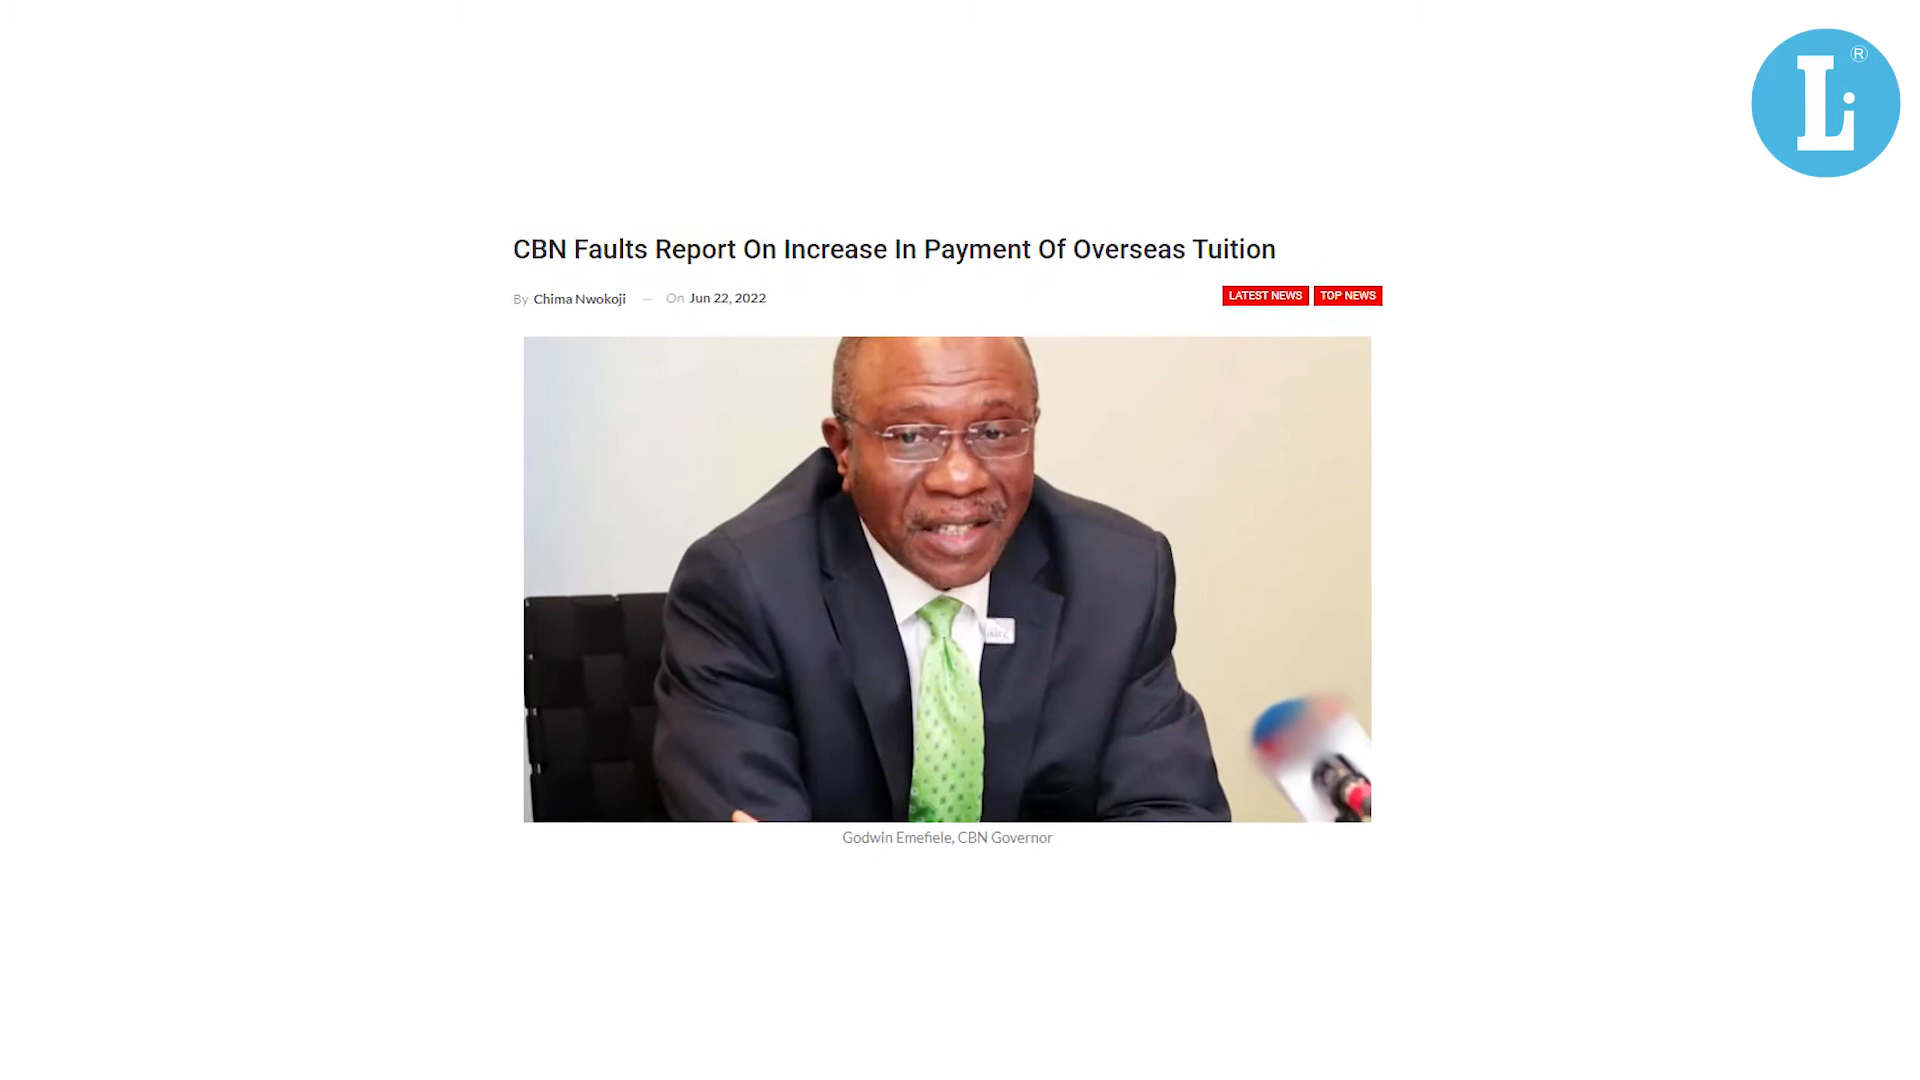 Li ®
CBN Faults Report On Increase In Payment Of Overseas Tuition
By Chima Nwokoji — On Jun 22, 2022
LATEST NEWS TOP NEWS
Godwin Emefiele, CBN Governor